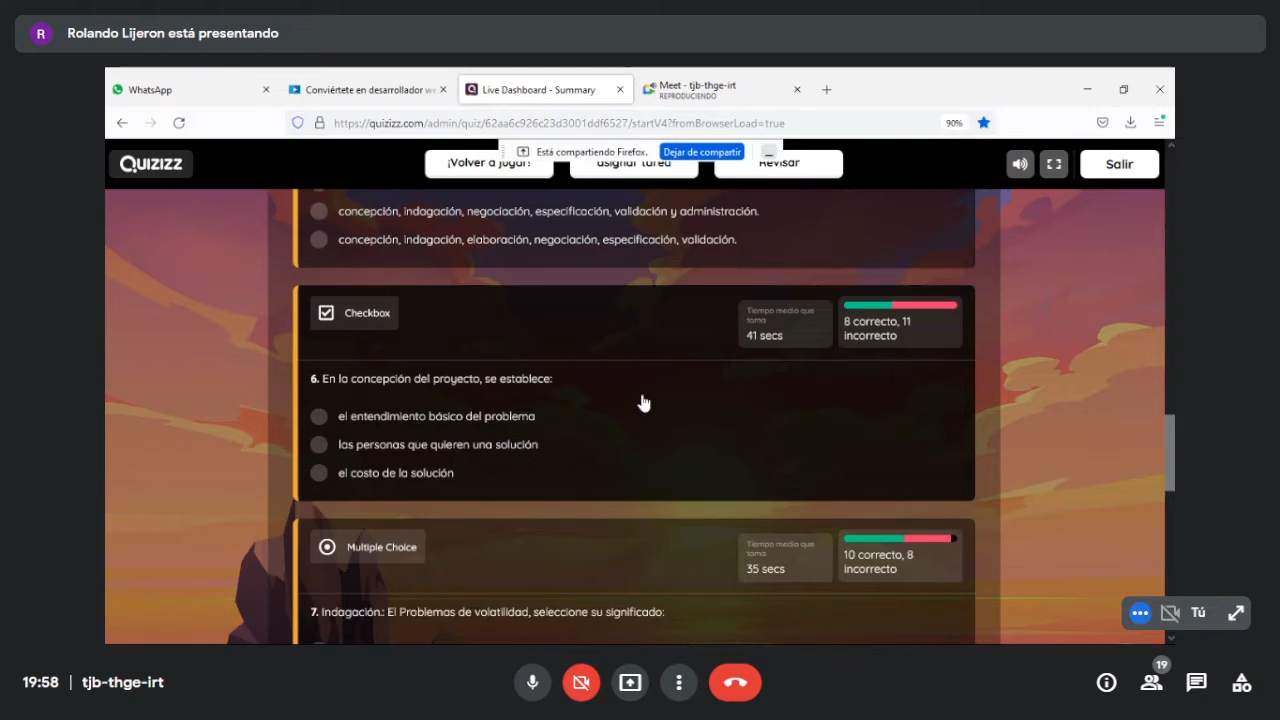 R Rolando Lijeron está presentando
WhatsApp
Conviértete en desarrollador we
Live Dashboard - Summary
Meet - tjb-thge-irt
REPRODUCIENDO
https://quizizz.com/admin/quiz/62aa6c926c23d3001ddf6527/startV4?fromBrowserLoad=true
90%
Está compartiendo Firefox.
Dejar de compartir
QUIZIZZ
¡Volver a jugar!
asignar tarea
Revisar
Salir
concepción, indagación, negociación, especificación, validación y administración.
concepción, indagación, elaboración, negociación, especificación, validación.
Checkbox
Tiempo medio que
toma
41 secs
8 correcto, 11
incorrecto
6. En la concepción del proyecto, se establece:
el entendimiento básico del problema
las personas que quieren una solución
el costo de la solución
Multiple Choice
Tiempo medio que
toma
35 secs
10 correcto, 8
incorrecto
7. Indagación.: El Problemas de volatilidad, seleccione su significado:
Tú
19:58 | tjb-thge-irt
19